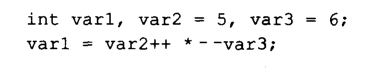 int var1, var2 = 5, var3 = 6;
var1 = var2++ * --var3;